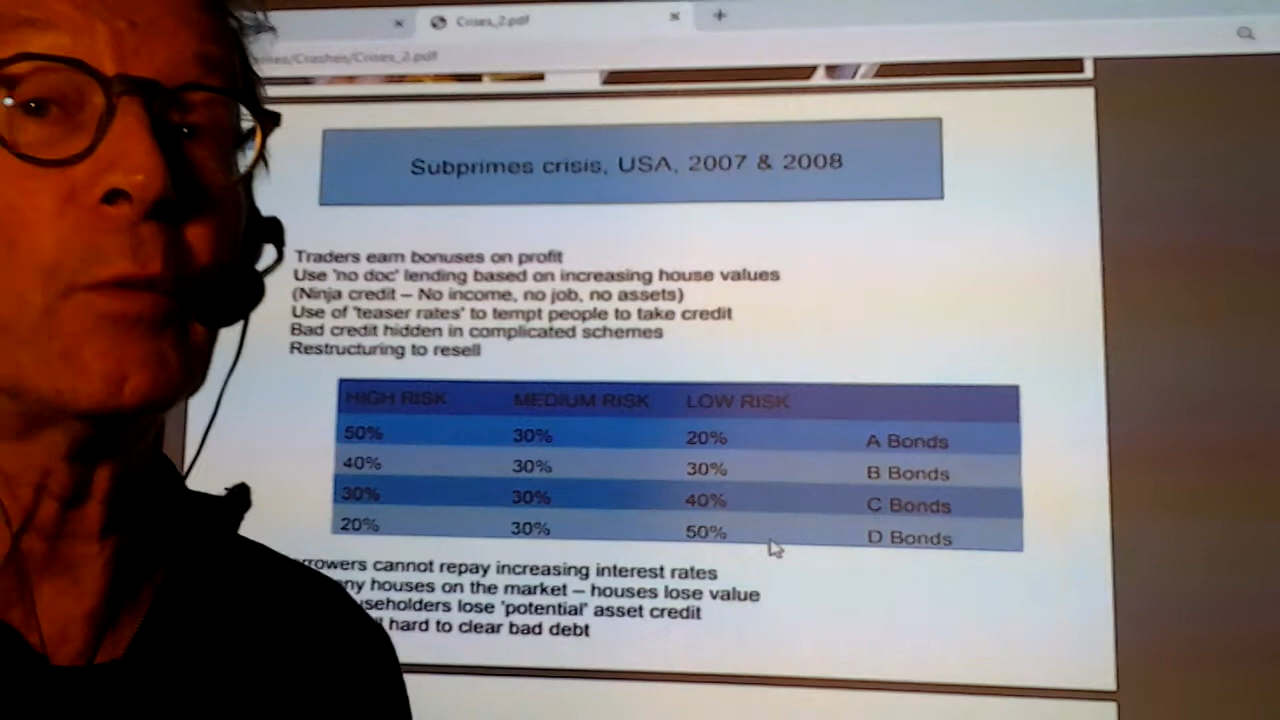 Crises_2.pdf
/Crashes/Crises_2.pdf
Subprimes crisis, USA, 2007 & 2008
Traders earn bonuses on profit
Use 'no doc' lending based on increasing house values
(Ninja credit – No income, no job, no assets)
Use of 'teaser rates' to tempt people to take credit
Bad credit hidden in complicated schemes
Restructuring to resell
HIGH RISK MEDIUM RISK LOW RISK
50% 30% 20% A Bonds
40% 30% 30% B Bonds
30% 30% 40% C Bonds
20% 30% 50% D Bonds
cannot repay increasing interest rates
houses on the market – houses lose value
lose 'potential' asset credit
hard to clear bad debt